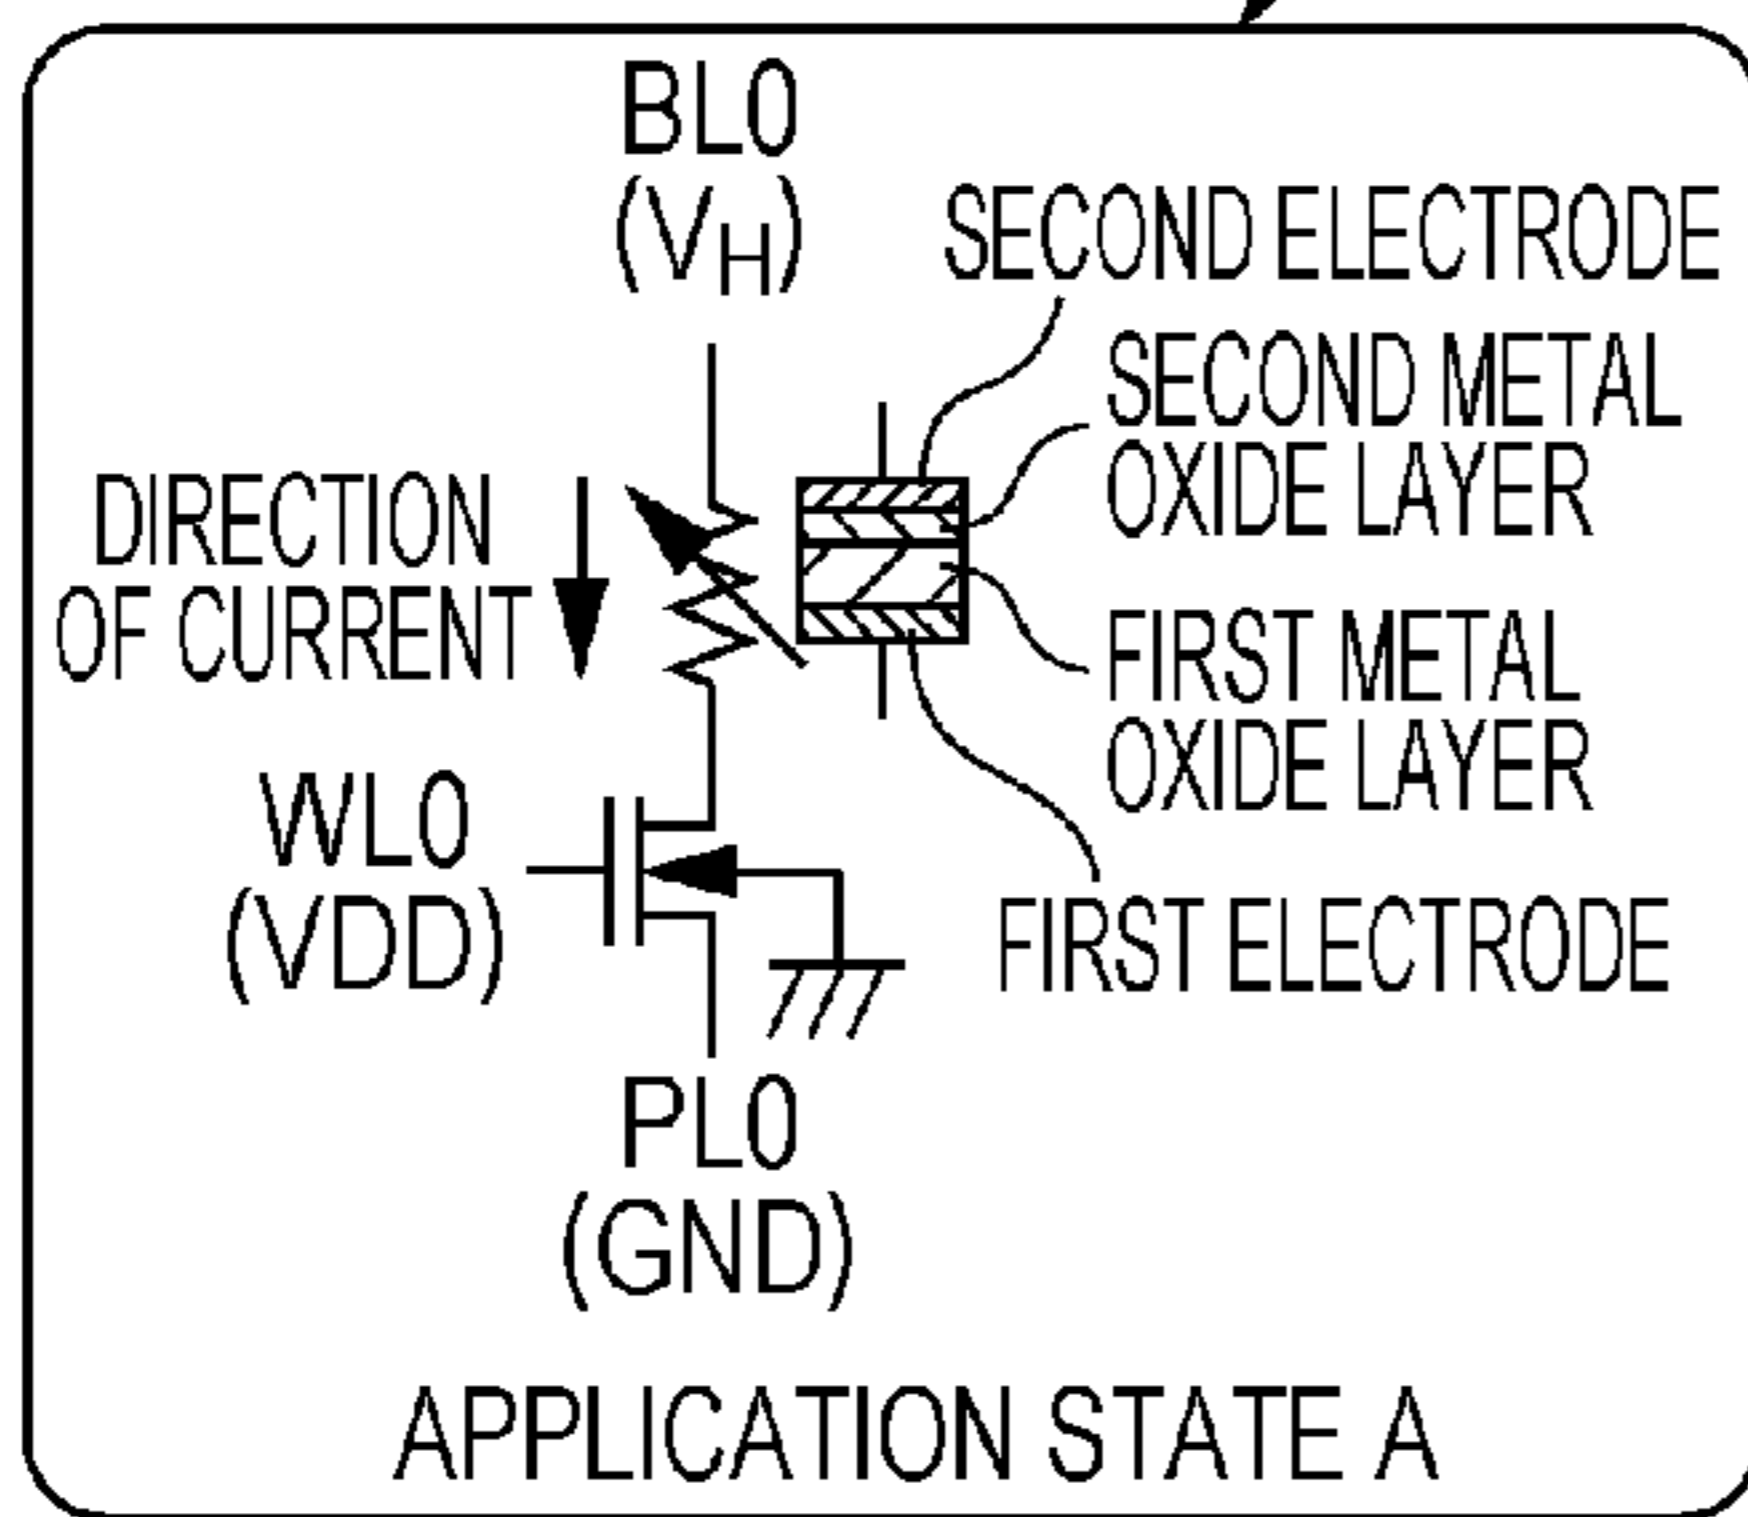 BL0
(VH)
SECOND ELECTRODE
SECOND METAL
OXIDE LAYER
DIRECTION
OF CURRENT
FIRST METAL
OXIDE LAYER
WL0
(VDD)
FIRST ELECTRODE
PL0
(GND)
APPLICATION STATE A